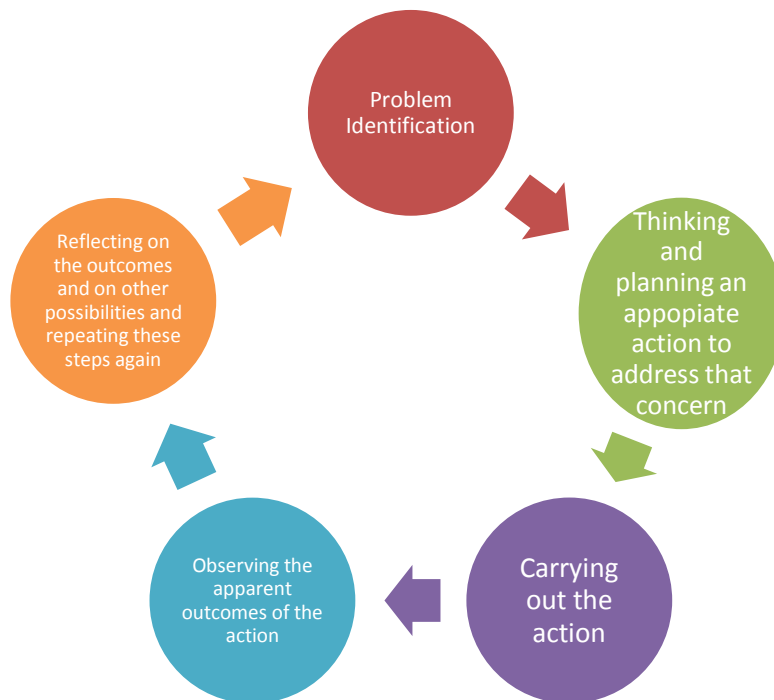 Problem
Identification
Thinking
and
planning an
appopiate
action to
address that
concern
Carrying
out the
action
Observing the
apparent
outcomes of the
action
Reflecting on
the outcomes
and on other
possibilities and
repeating these
steps again